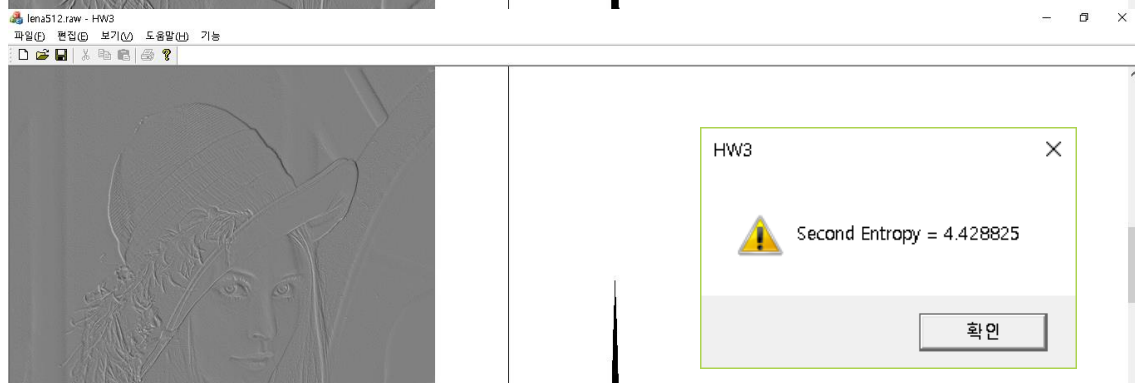 lena512.raw - HW3
파일(F) 편집(E) 보기(V) 도움말(H) 기능
HW3
Second Entropy = 4.428825
확인